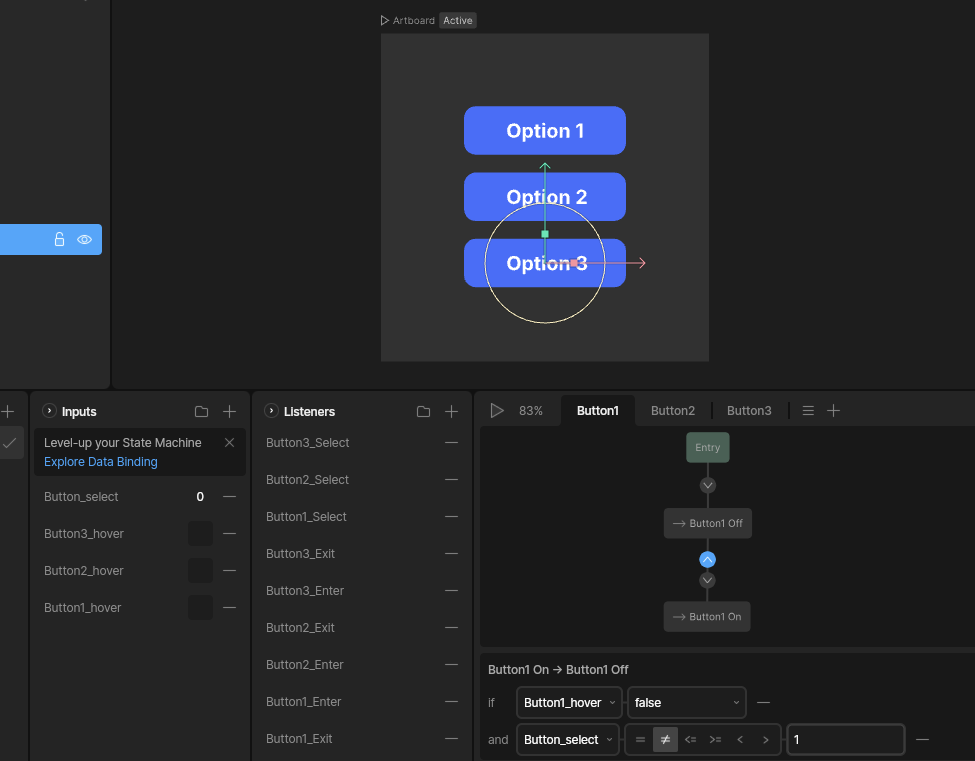 Artboard Active
Option 1
Option 2
Option 3
Inputs
Level-up your State Machine
Explore Data Binding
Button_select 0
Button3_hover
Button2_hover
Button1_hover
Listeners
Button3_Select
Button2_Select
Button1_Select
Button3_Exit
Button3_Enter
Button2_Exit
Button2_Enter
Button1_Enter
Button1_Exit
83% Button1 Button2 Button3
Entry
Button1 Off
Button1 On
Button1 On → Button1 Off
if Button1_hover false
and Button_select = ≠ <= >= < > 1